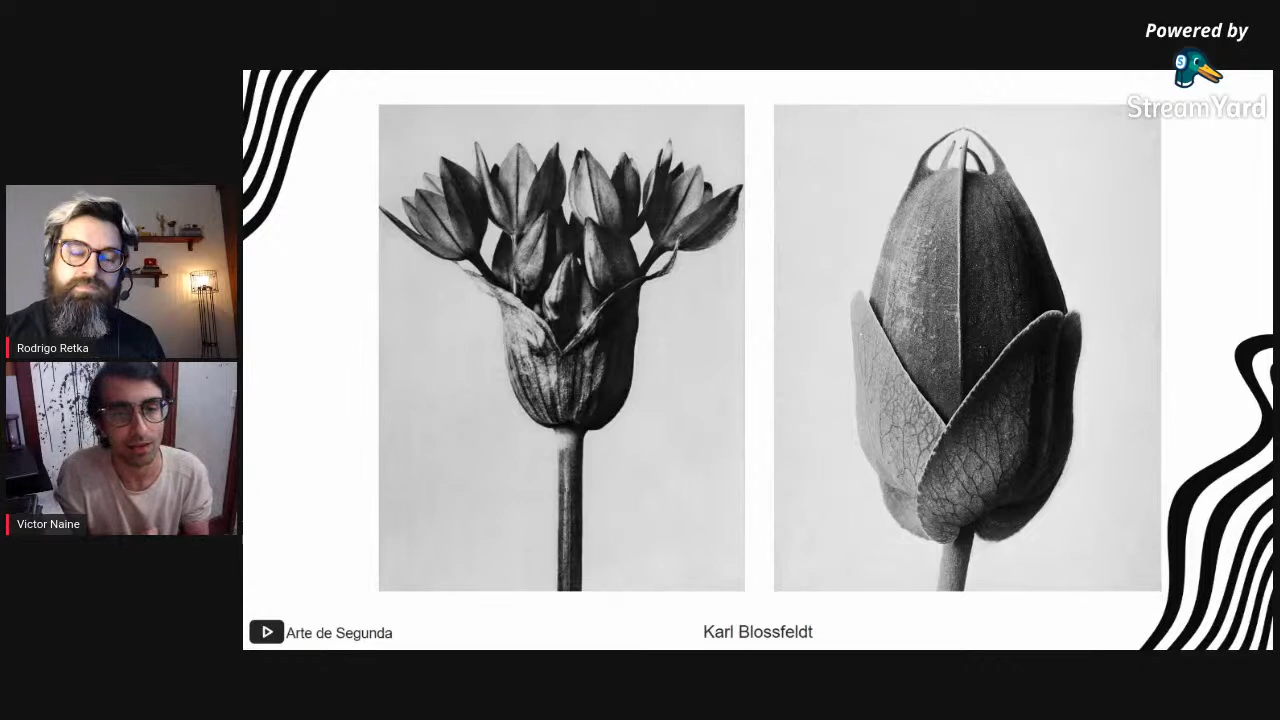 Powered by
StreamYard
Rodrigo Retka
Victor Naine
Arte de Segunda
Karl Blossfeldt